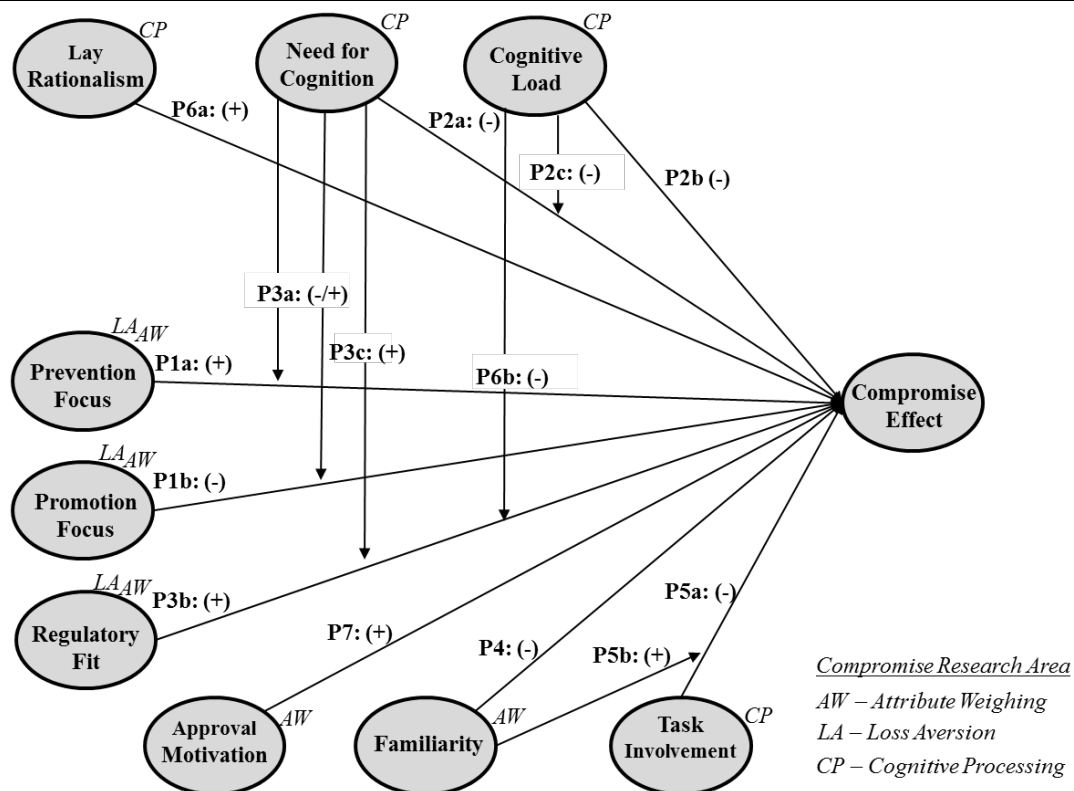 CP
CP
CP
Lay
Rationalism
Need for
Cognition
Cognitive
Load
P6a: (+)
P2a: (-)
P2c: (-)
P2b (-)
P3a: (-/+)
P3c: (+)
P6b: (-)
LA AW
Prevention
Focus
P1a: (+)
Compromise
Effect
LA AW
Promotion
Focus
P1b: (-)
LA AW
Regulatory
Fit
P3b: (+)
P7: (+)
P4: (-)
P5a: (-)
P5b: (+)
Approval
Motivation
AW
Familiarity
AW
Task
Involvement
CP
Compromise Research Area
AW – Attribute Weighing
LA – Loss Aversion
CP – Cognitive Processing